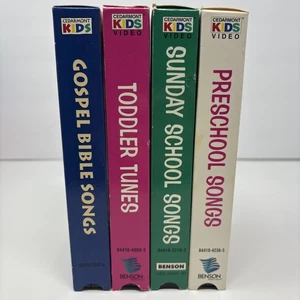 CEDARMONT
KIDS
VIDEO
GOSPEL BIBLE SONGS
CEDARMONT
KIDS
VIDEO
TODDLER TUNES
BENSON
CEDARMONT
KIDS
VIDEO
SUNDAY SCHOOL SONGS
BENSON
CEDARMONT
KIDS
VIDEO
PRESCHOOL SONGS
BENSON